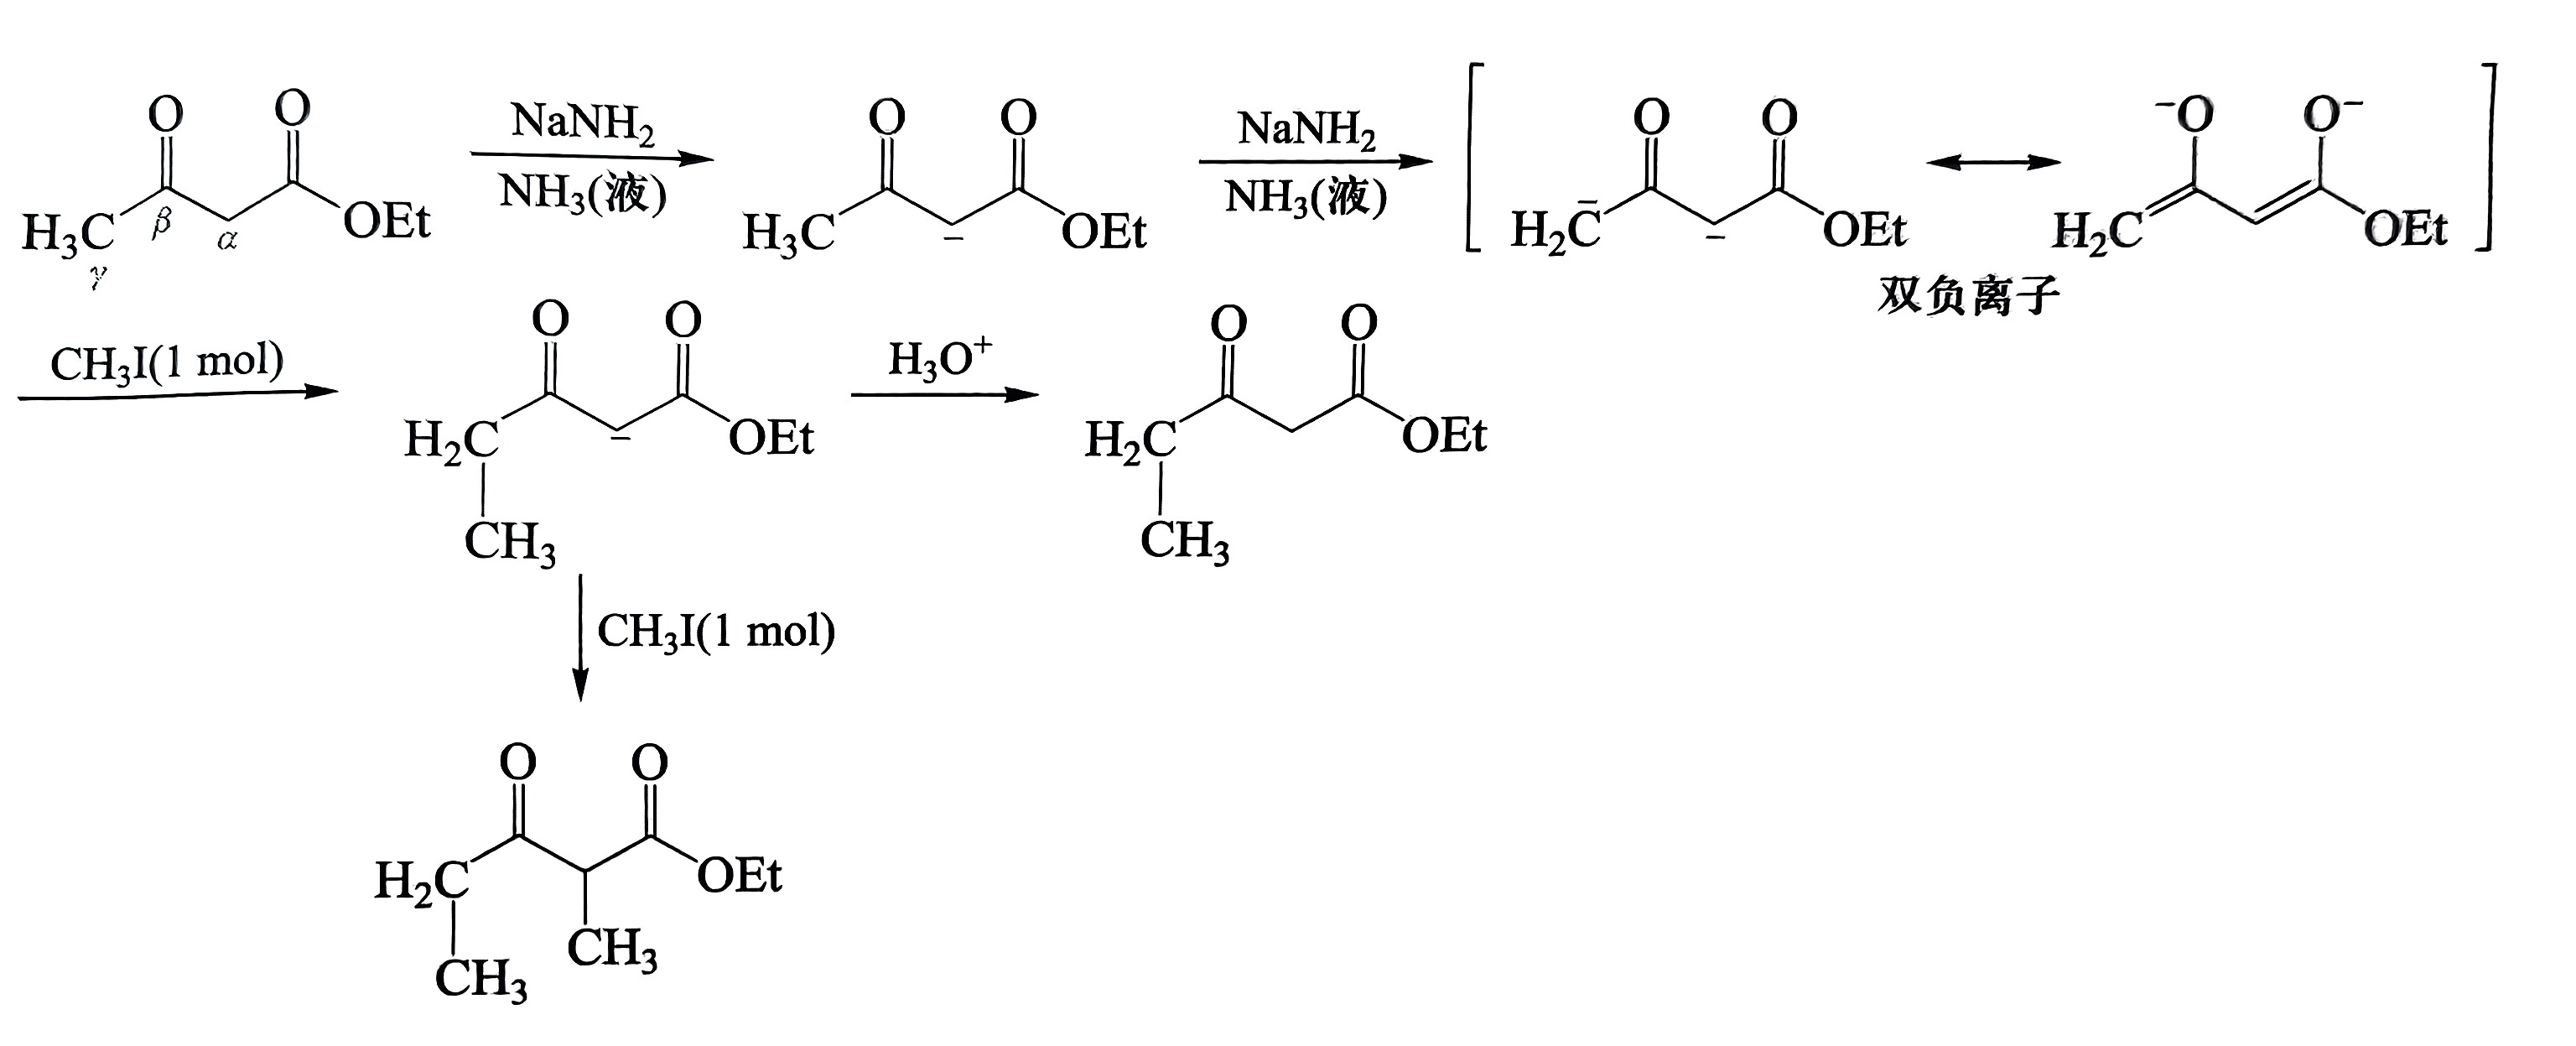 O O O O O O ⁻O O⁻
NaNH₂ NaNH₂
NH₃(液) NH₃(液)
H₃C β α OEt H₃C − OEt H₂C̄ − OEt H₂C OEt
γ
双负离子
O O O O
CH₃I(1 mol) H₃O⁺
H₂C − OEt H₂C OEt
CH₃ CH₃
CH₃I(1 mol)
O O
H₂C OEt
CH₃ CH₃